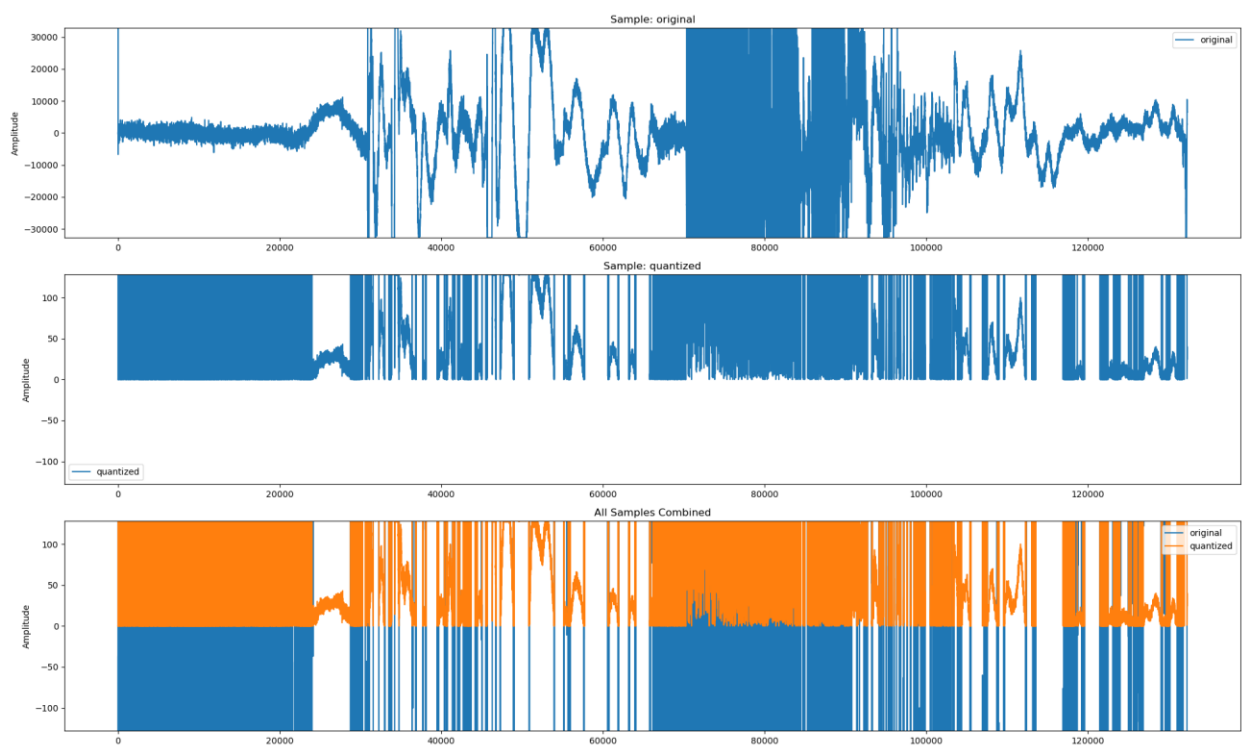 Sample: original
original
30000
20000
10000
0
−10000
−20000
−30000
Amplitude
0 20000 40000 60000 80000 100000 120000
Sample: quantized
100
50
0
−50
−100
Amplitude
quantized
0 20000 40000 60000 80000 100000 120000
All Samples Combined
original
quantized
100
50
0
−50
−100
Amplitude
0 20000 40000 60000 80000 100000 120000